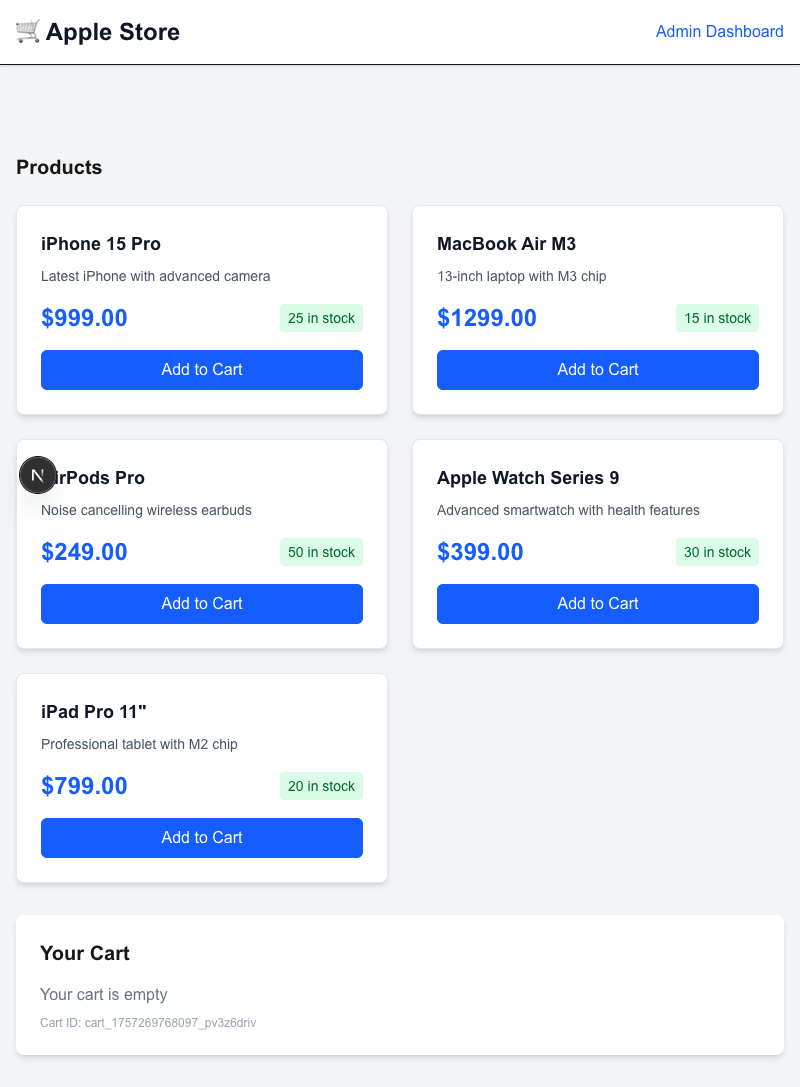 🛒 Apple Store
Admin Dashboard
Products
iPhone 15 Pro
Latest iPhone with advanced camera
$999.00
25 in stock
Add to Cart
MacBook Air M3
13-inch laptop with M3 chip
$1299.00
15 in stock
Add to Cart
N
irPods Pro
Noise cancelling wireless earbuds
$249.00
50 in stock
Add to Cart
Apple Watch Series 9
Advanced smartwatch with health features
$399.00
30 in stock
Add to Cart
iPad Pro 11"
Professional tablet with M2 chip
$799.00
20 in stock
Add to Cart
Your Cart
Your cart is empty
Cart ID: cart_1757269768097_pv3z6driv